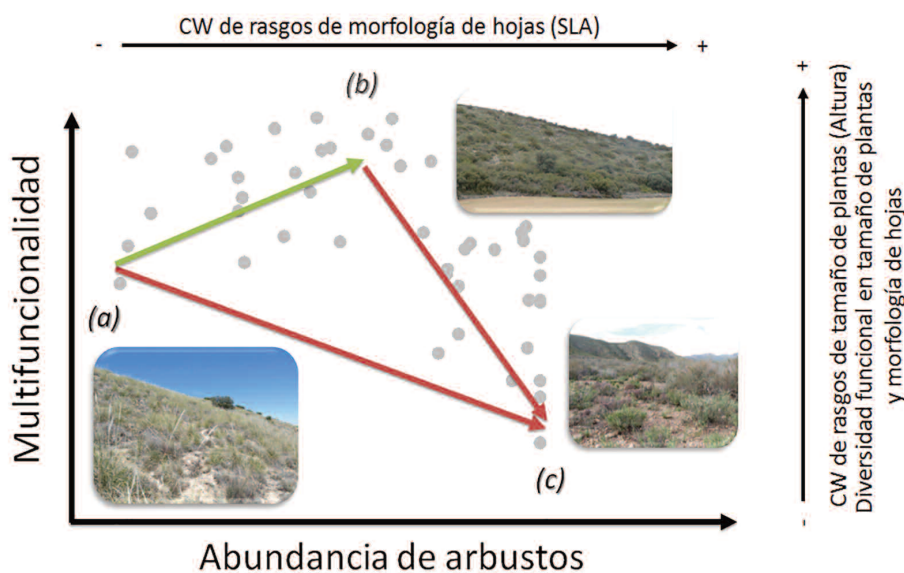 CW de rasgos de morfología de hojas (SLA)
- +
(b)
Multifuncionalidad
(a)
(c)
Abundancia de arbustos
+
CW de rasgos de tamaño de plantas (Altura)
Diversidad funcional en tamaño de plantas
y morfología de hojas
-